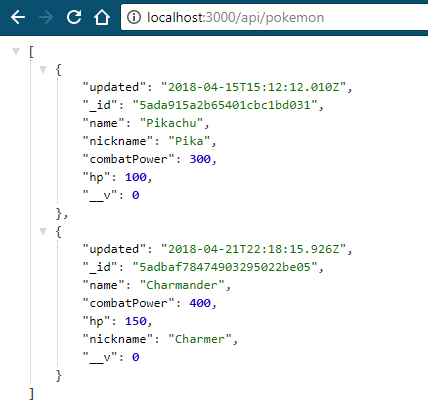 localhost:3000/api/pokemon
[
{
"updated": "2018-04-15T15:12:12.010Z",
"_id": "5ada915a2b65401cbc1bd031",
"name": "Pikachu",
"nickname": "Pika",
"combatPower": 300,
"hp": 100,
"__v": 0
},
{
"updated": "2018-04-21T22:18:15.926Z",
"_id": "5adbaf78474903295022be05",
"name": "Charmander",
"combatPower": 400,
"hp": 150,
"nickname": "Charmer",
"__v": 0
}
]